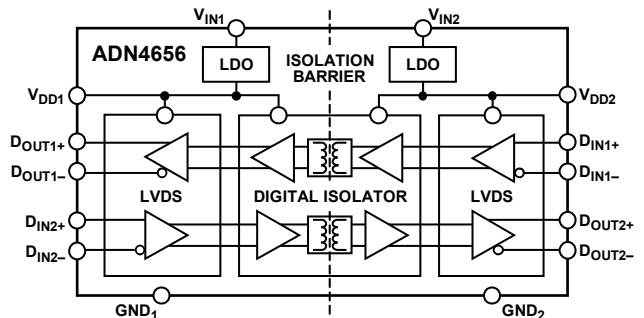 VIN1
VIN2
ADN4656
LDO
ISOLATION
BARRIER
LDO
VDD1
VDD2
DOUT1+
DIN1+
DOUT1–
DIN1–
LVDS
DIGITAL ISOLATOR
LVDS
DIN2+
DOUT2+
DIN2–
DOUT2–
GND1
GND2